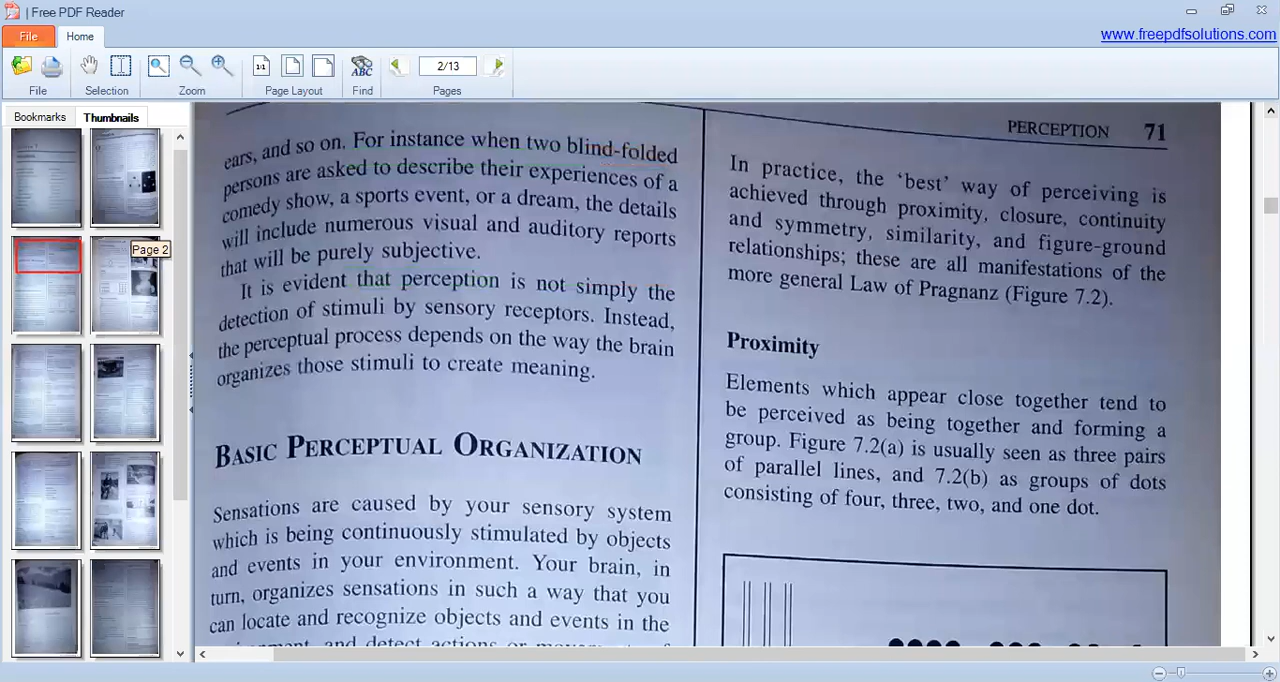 | Free PDF Reader
www.freepdfsolutions.com
File
Home
1:1
ABC
2/13
File
Selection
Zoom
Page Layout
Find
Pages
Bookmarks
Thumbnails
Page 2
PERCEPTION 71
ears, and so on. For instance when two blind-folded
persons are asked to describe their experiences of a
comedy show, a sports event, or a dream, the details
will include numerous visual and auditory reports
that will be purely subjective.
It is evident that perception is not simply the
detection of stimuli by sensory receptors. Instead,
the perceptual process depends on the way the brain
organizes those stimuli to create meaning.
BASIC PERCEPTUAL ORGANIZATION
Sensations are caused by your sensory system
which is being continuously stimulated by objects
and events in your environment. Your brain, in
turn, organizes sensations in such a way that you
can locate and recognize objects and events in the
and detect actions or
In practice, the ‘best’ way of perceiving is
achieved through proximity, closure, continuity
and symmetry, similarity, and figure-ground
relationships; these are all manifestations of the
more general Law of Pragnanz (Figure 7.2).
Proximity
Elements which appear close together tend to
be perceived as being together and forming a
group. Figure 7.2(a) is usually seen as three pairs
of parallel lines, and 7.2(b) as groups of dots
consisting of four, three, two, and one dot.